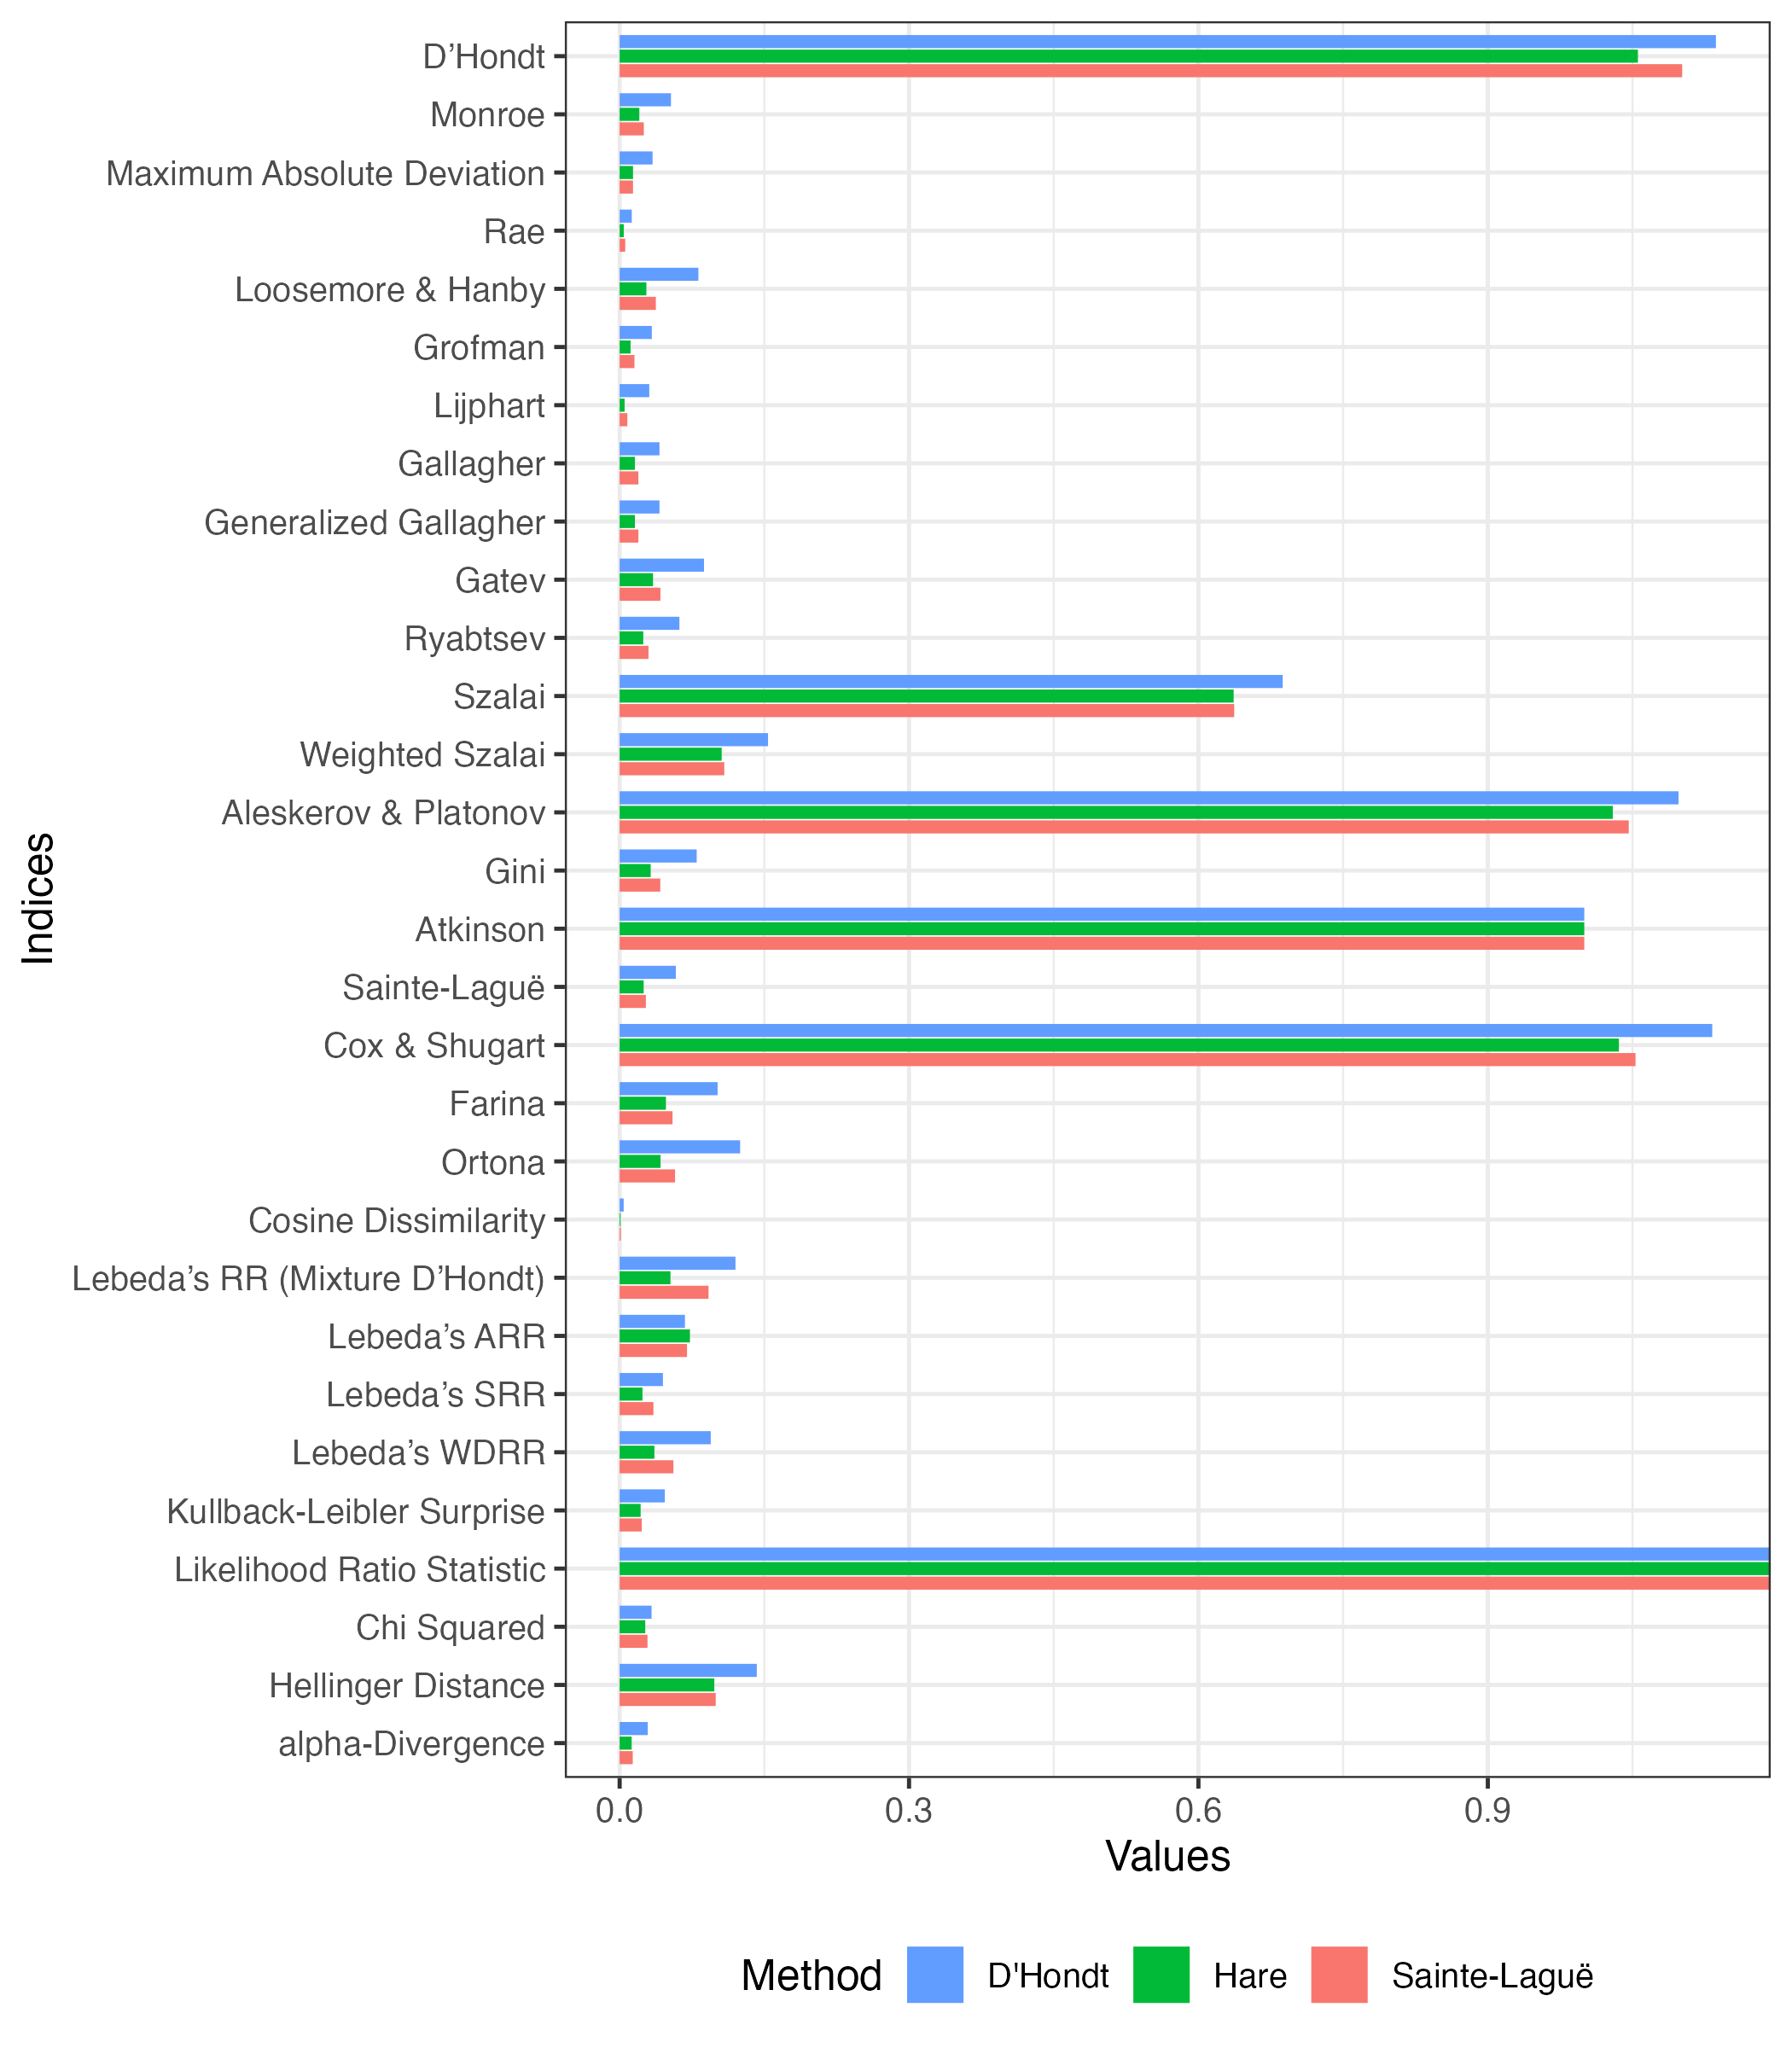 D’Hondt
Monroe
Maximum Absolute Deviation
Rae
Loosemore & Hanby
Grofman
Lijphart
Gallagher
Generalized Gallagher
Gatev
Ryabtsev
Szalai
Weighted Szalai
Aleskerov & Platonov
Gini
Atkinson
Sainte-Laguë
Cox & Shugart
Farina
Ortona
Cosine Dissimilarity
Lebeda’s RR (Mixture D’Hondt)
Lebeda’s ARR
Lebeda’s SRR
Lebeda’s WDRR
Kullback-Leibler Surprise
Likelihood Ratio Statistic
Chi Squared
Hellinger Distance
alpha-Divergence
Indices
0.0 0.3 0.6 0.9
Values
Method D'Hondt Hare Sainte-Laguë